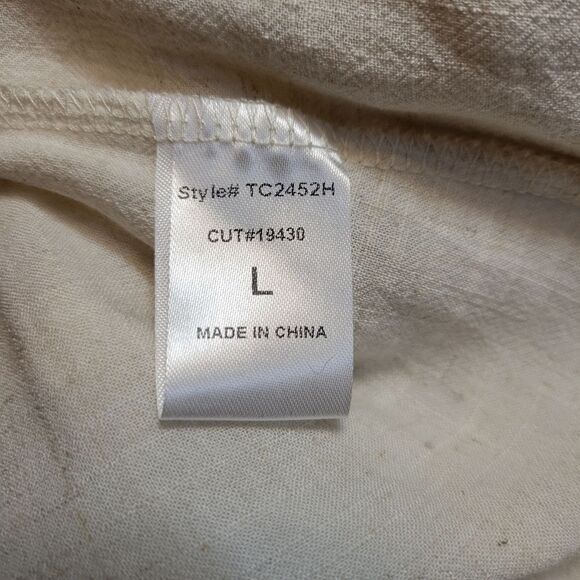 Style# TC2452H
CUT#19430
L
MADE IN CHINA